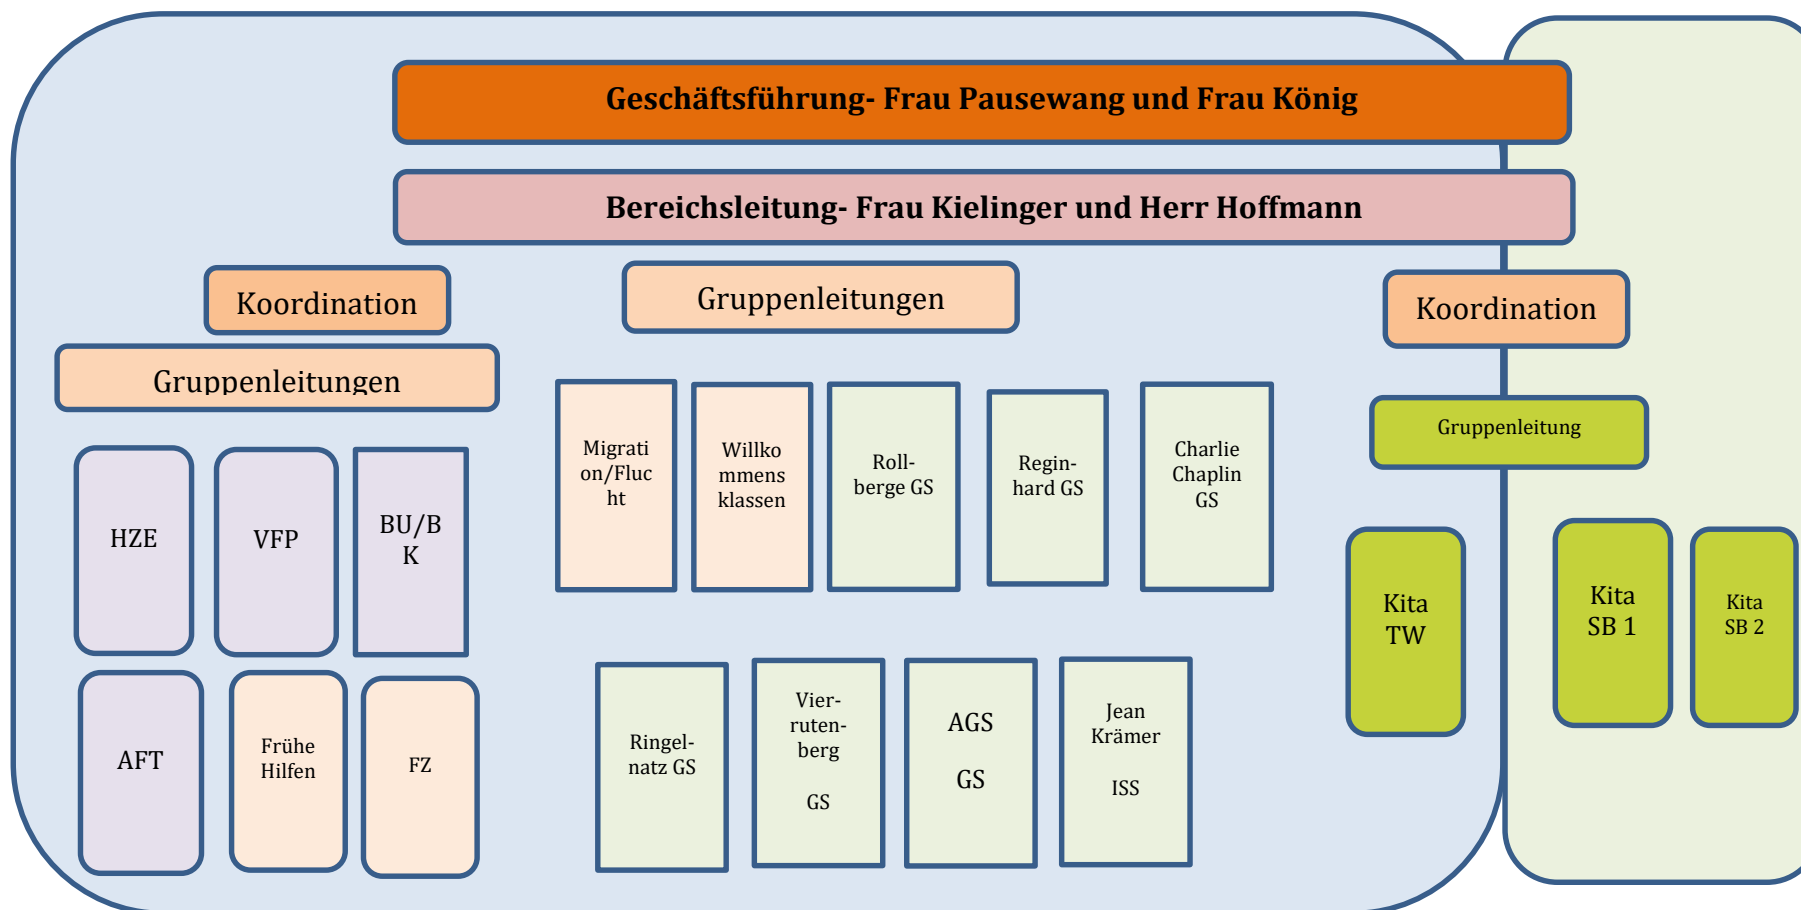 Geschäftsführung- Frau Pausewang und Frau König
Bereichsleitung- Frau Kielinger und Herr Hoffmann
Koordination
Gruppenleitungen
HZE
VFP
BU/B
K
AFT
Frühe
Hilfen
FZ
Gruppenleitungen
Migrati
on/Fluc
ht
Willko
mmens
klassen
Roll-
berge GS
Regin-
hard GS
Charlie
Chaplin
GS
Ringel-
natz GS
Vier-
ruten-
berg
GS
AGS
GS
Jean
Krämer
ISS
Koordination
Gruppenleitung
Kita
TW
Kita
SB 1
Kita
SB 2